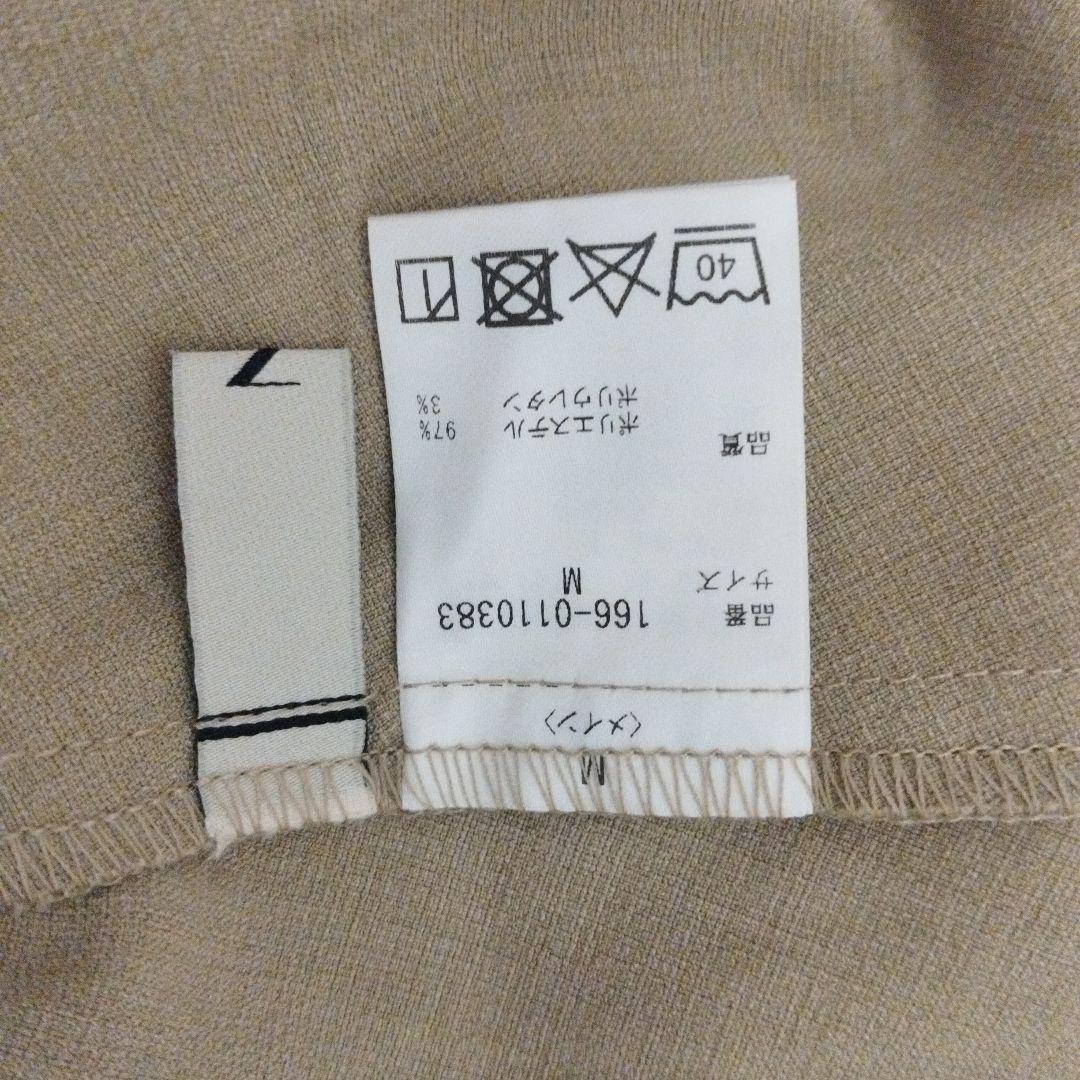 M
〈メイン〉
品番 166-0110383
サイズ M
品質 ポリエステル 97%
ポリウレタン 3%
40